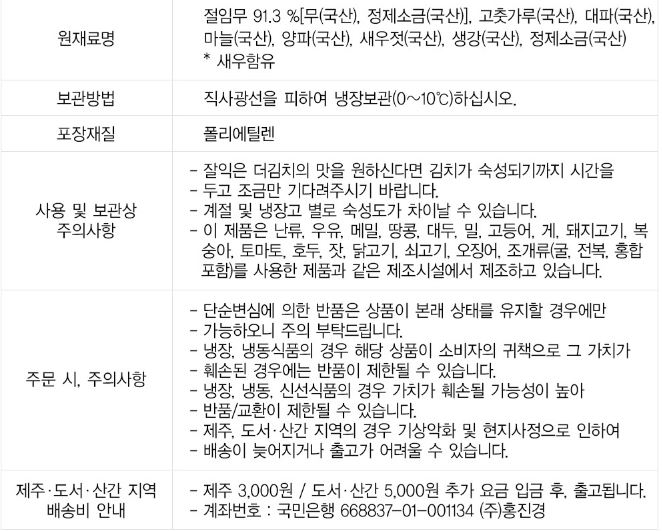 원재료명
절임무 91.3 %[무(국산), 정제소금(국산)], 고춧가루(국산), 대파(국산),
마늘(국산), 양파(국산), 새우젓(국산), 생강(국산), 정제소금(국산)
* 새우함유
보관방법
직사광선을 피하여 냉장보관(0~10℃)하십시오.
포장재질
폴리에틸렌
사용 및 보관상
주의사항
- 잘익은 더김치의 맛을 원하신다면 김치가 숙성되기까지 시간을
- 두고 조금만 기다려주시기 바랍니다.
- 계절 및 냉장고 별로 숙성도가 차이날 수 있습니다.
- 이 제품은 난류, 우유, 메밀, 땅콩, 대두, 밀, 고등어, 게, 돼지고기, 복
숭아, 토마토, 호두, 잣, 닭고기, 쇠고기, 오징어, 조개류(굴, 전복, 홍합
포함)를 사용한 제품과 같은 제조시설에서 제조하고 있습니다.
주문 시, 주의사항
- 단순변심에 의한 반품은 상품이 본래 상태를 유지할 경우에만
- 가능하오니 주의 부탁드립니다.
- 냉장, 냉동식품의 경우 해당 상품이 소비자의 귀책으로 그 가치가
- 훼손된 경우에는 반품이 제한될 수 있습니다.
- 냉장, 냉동, 신선식품의 경우 가치가 훼손될 가능성이 높아
- 반품/교환이 제한될 수 있습니다.
- 제주, 도서·산간 지역의 경우 기상악화 및 현지사정으로 인하여
- 배송이 늦어지거나 출고가 어려울 수 있습니다.
제주·도서·산간 지역
배송비 안내
- 제주 3,000원 / 도서·산간 5,000원 추가 요금 입금 후, 출고됩니다.
- 계좌번호 : 국민은행 668837-01-001134 (주)홍진경